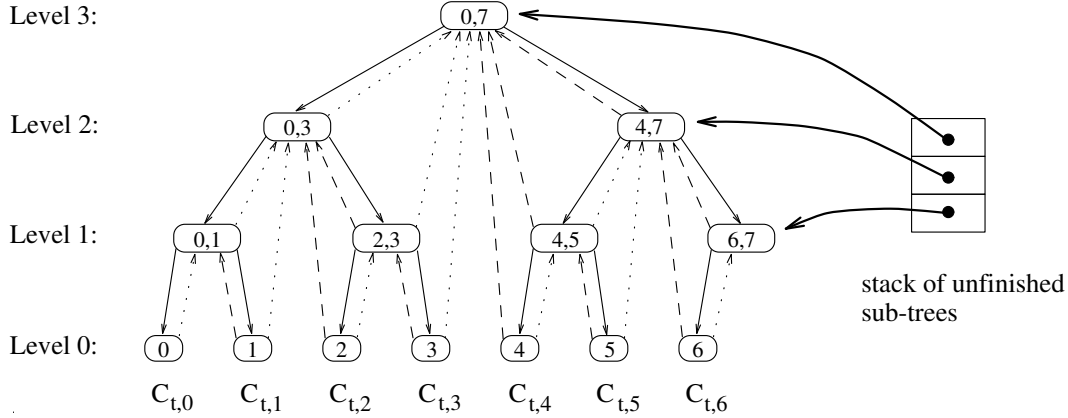 Level 3:
0,7
Level 2:
0,3
4,7
Level 1:
0,1
2,3
4,5
6,7
stack of unfinished
sub-trees
Level 0:
0
1
2
3
4
5
6
C_{t,0}
C_{t,1}
C_{t,2}
C_{t,3}
C_{t,4}
C_{t,5}
C_{t,6}